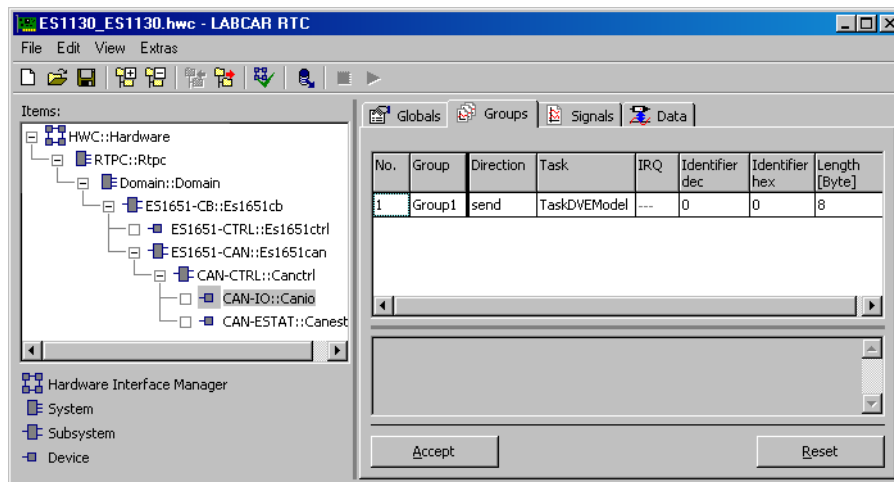 ES1130_ES1130.hwc - LABCAR RTC
File Edit View Extras
Items:
HWC::Hardware
RTPC::Rtpc
Domain::Domain
ES1651-CB::Es1651cb
ES1651-CTRL::Es1651ctrl
ES1651-CAN::Es1651can
CAN-CTRL::Canctrl
CAN-IO::Canio
CAN-ESTAT::Canest
Hardware Interface Manager
System
Subsystem
Device
Globals Groups Signals Data
No. Group Direction Task IRQ Identifier dec Identifier hex Length [Byte]
1 Group1 send TaskDVEModel --- 0 0 8
Accept Reset